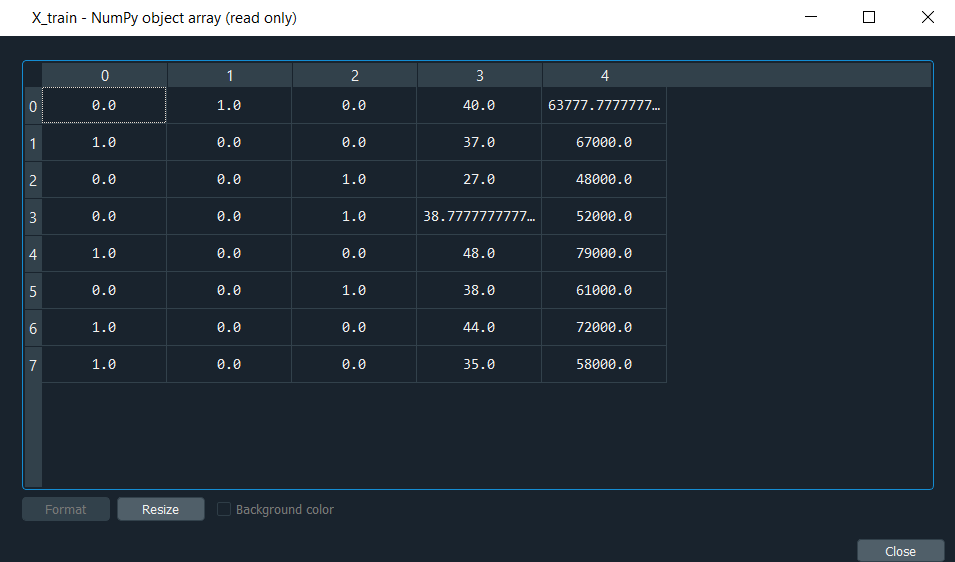 X_train - NumPy object array (read only)
0 1 2 3 4
0 0.0 1.0 0.0 40.0 63777.7777777…
1 1.0 0.0 0.0 37.0 67000.0
2 0.0 0.0 1.0 27.0 48000.0
3 0.0 0.0 1.0 38.7777777777… 52000.0
4 1.0 0.0 0.0 48.0 79000.0
5 0.0 0.0 1.0 38.0 61000.0
6 1.0 0.0 0.0 44.0 72000.0
7 1.0 0.0 0.0 35.0 58000.0
Format Resize Background color
Close